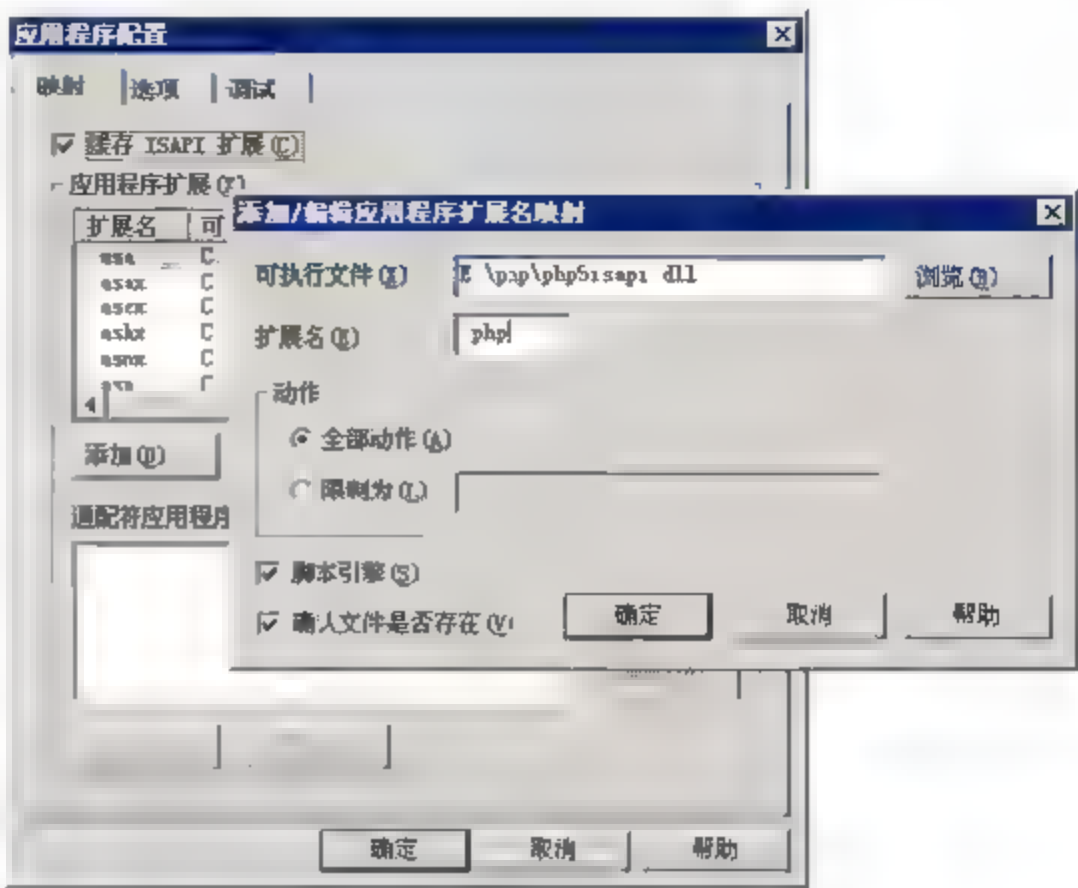 应用程序配置
映射 选项 调试
缓存 ISAPI 扩展(C)
应用程序扩展(F)
扩展名 可
asa C
asax C
ascx C
ashx C
asmx C
asp C
添加(D)
通配符应用程序
添加/编辑应用程序扩展名映射
可执行文件(X) E \php\php5isapi dll 浏览(R)
扩展名(E) php
动作
全部动作(A)
限制为(L)
脚本引擎(S)
确认文件是否存在(V)
确定 取消 帮助
确定 取消 帮助